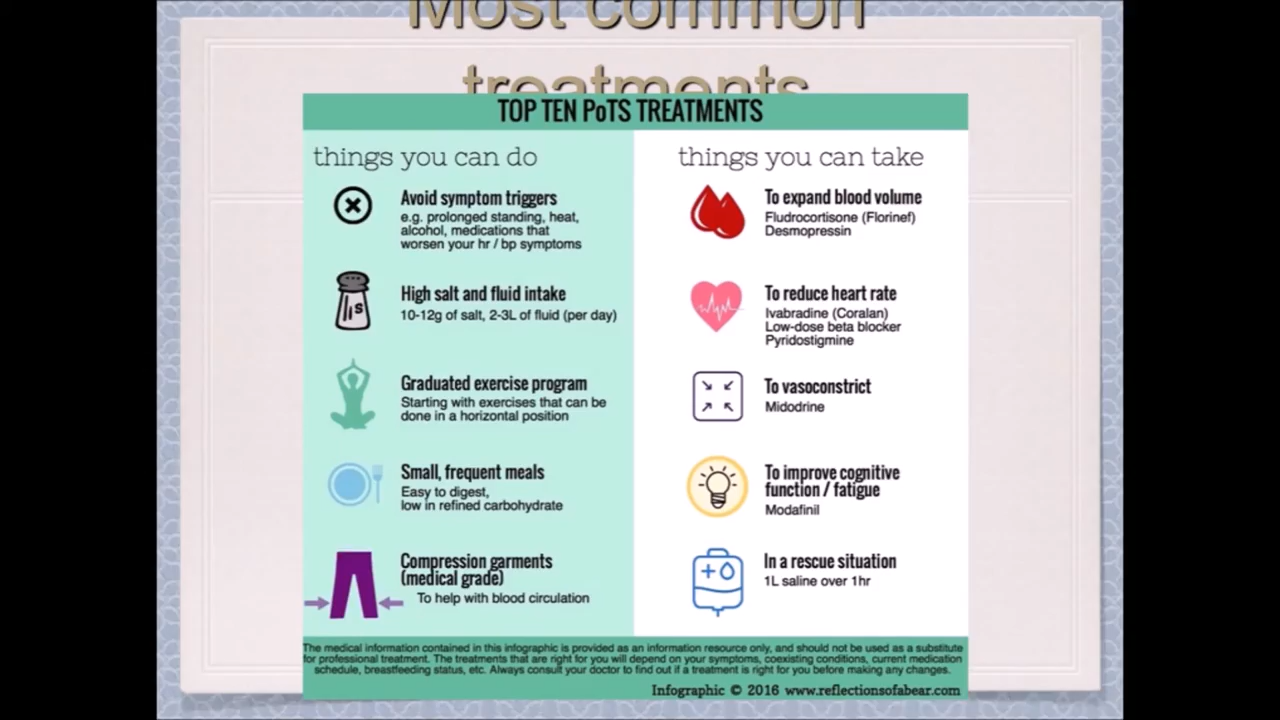 Most common
treatments
TOP TEN PoTS TREATMENTS
things you can do
Avoid symptom triggers
e.g. prolonged standing, heat,
alcohol, medications that
worsen your hr / bp symptoms
High salt and fluid intake
10-12g of salt, 2-3L of fluid (per day)
Graduated exercise program
Starting with exercises that can be
done in a horizontal position
Small, frequent meals
Easy to digest,
low in refined carbohydrate
Compression garments
(medical grade)
To help with blood circulation
things you can take
To expand blood volume
Fludrocortisone (Florinef)
Desmopressin
To reduce heart rate
Ivabradine (Coralan)
Low-dose beta blocker
Pyridostigmine
To vasoconstrict
Midodrine
To improve cognitive
function / fatigue
Modafinil
In a rescue situation
1L saline over 1hr
The medical information contained in this infographic is provided as an information resource only, and should not be used as a substitute
for professional treatment. The treatments that are right for you will depend on your symptoms, coexisting conditions, current medication
schedule, breastfeeding status, etc. Always consult your doctor to find out if a treatment is right for you before making any changes.
Infographic © 2016 www.reflectionsofabear.com